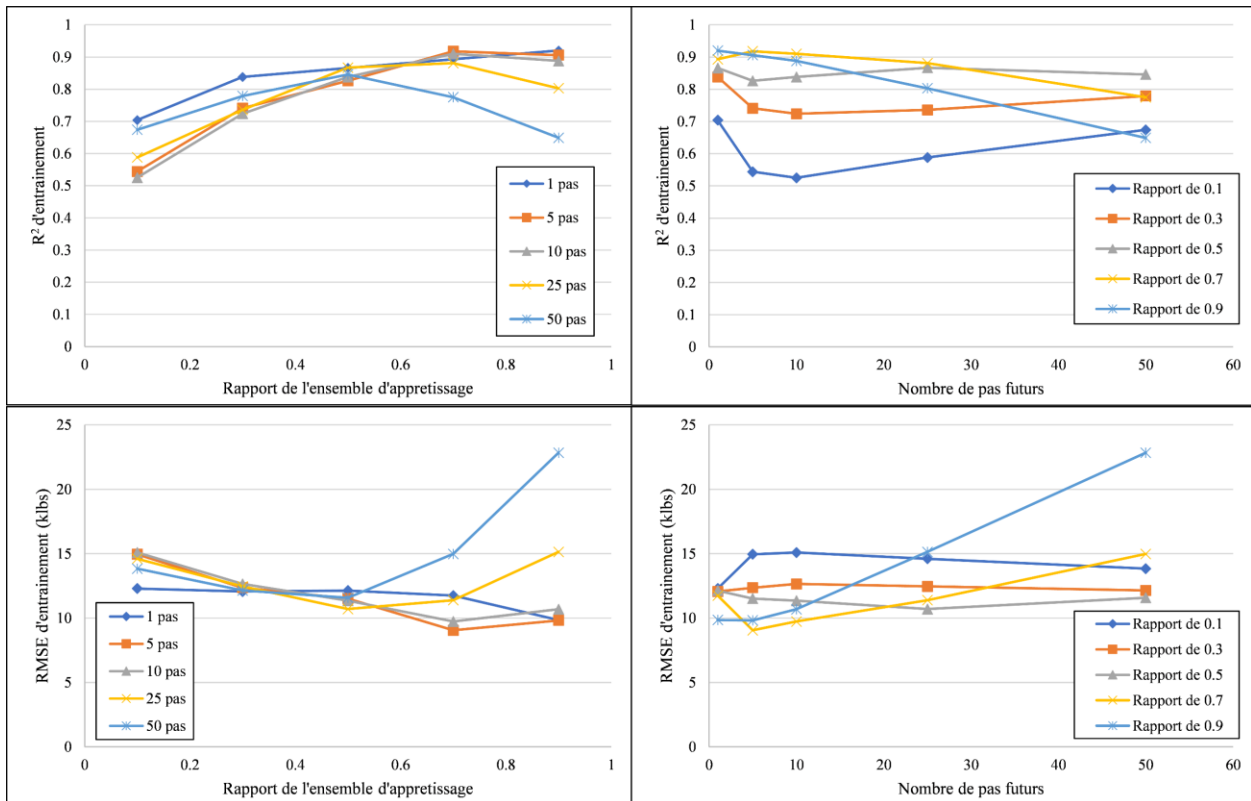 1
0.9
0.8
0.7
0.6
0.5
0.4
0.3
0.2
0.1
0
R² d'entrainement
0 0.2 0.4 0.6 0.8 1
Rapport de l'ensemble d'appretissage
1 pas
5 pas
10 pas
25 pas
50 pas
1
0.9
0.8
0.7
0.6
0.5
0.4
0.3
0.2
0.1
0
R² d'entrainement
0 10 20 30 40 50 60
Nombre de pas futurs
Rapport de 0.1
Rapport de 0.3
Rapport de 0.5
Rapport de 0.7
Rapport de 0.9
25
20
15
10
5
0
RMSE d'entrainement (klbs)
0 0.2 0.4 0.6 0.8 1
Rapport de l'ensemble d'appretissage
1 pas
5 pas
10 pas
25 pas
50 pas
25
20
15
10
5
0
RMSE d'entrainement (klbs)
0 10 20 30 40 50 60
Nombre de pas futurs
Rapport de 0.1
Rapport de 0.3
Rapport de 0.5
Rapport de 0.7
Rapport de 0.9